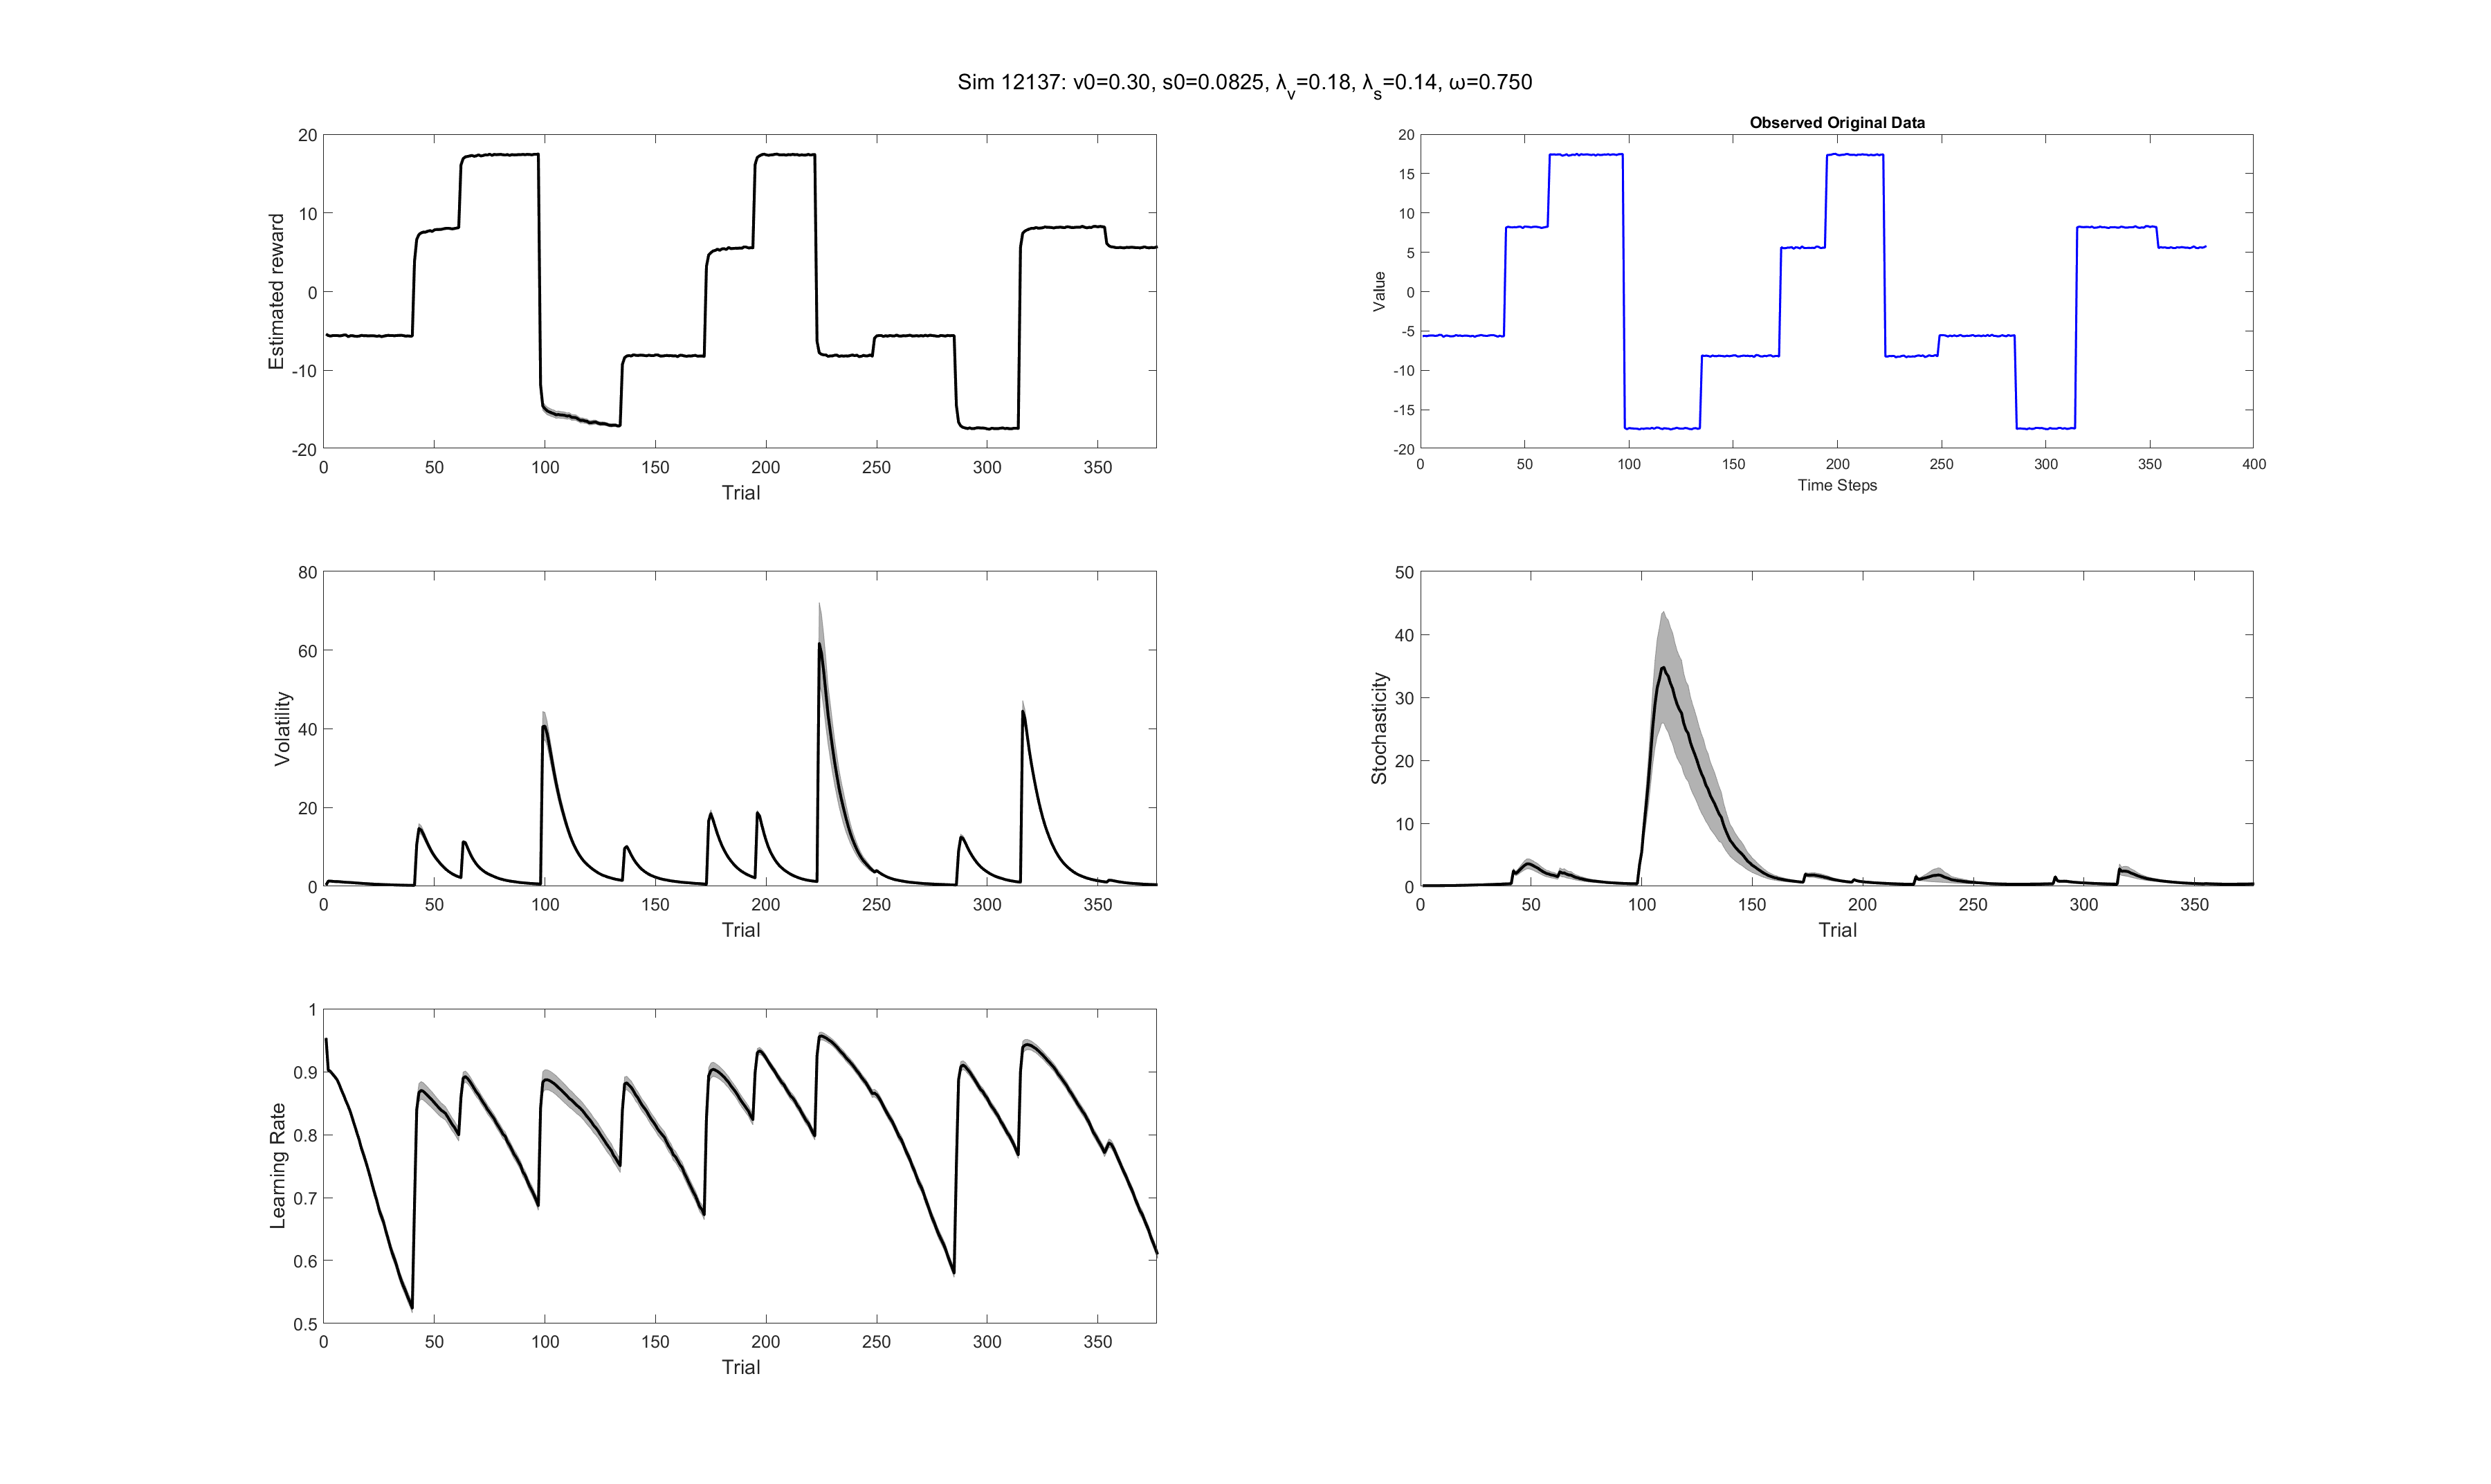 Sim 12137: v0=0.30, s0=0.0825, λv=0.18, λs=0.14, ω=0.750
20
10
0
-10
-20
Estimated reward
0 50 100 150 200 250 300 350
Trial
Observed Original Data
20
15
10
5
0
-5
-10
-15
-20
Value
0 50 100 150 200 250 300 350 400
Time Steps
80
60
40
20
0
Volatility
0 50 100 150 200 250 300 350
Trial
50
40
30
20
10
0
Stochasticity
0 50 100 150 200 250 300 350
Trial
1
0.9
0.8
0.7
0.6
0.5
Learning Rate
0 50 100 150 200 250 300 350
Trial